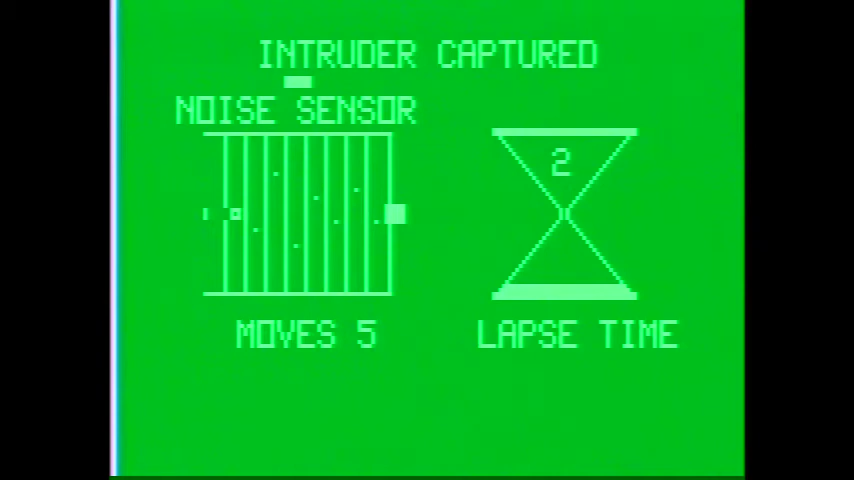 INTRUDER CAPTURED
NOISE SENSOR
2
MOVES 5
LAPSE TIME